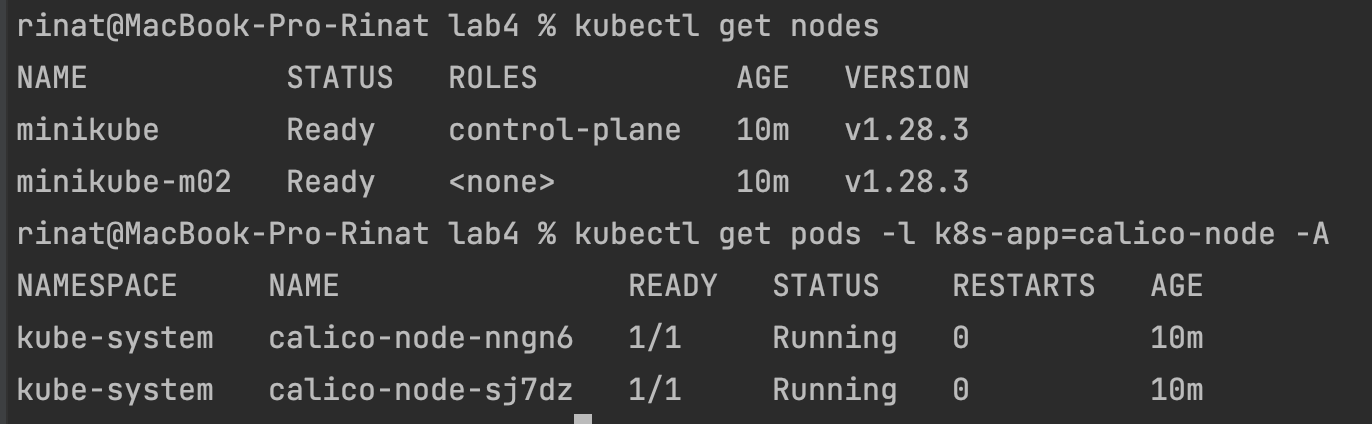 rinat@MacBook-Pro-Rinat lab4 % kubectl get nodes
NAME           STATUS   ROLES           AGE   VERSION
minikube       Ready    control-plane   10m   v1.28.3
minikube-m02   Ready    <none>          10m   v1.28.3
rinat@MacBook-Pro-Rinat lab4 % kubectl get pods -l k8s-app=calico-node -A
NAMESPACE     NAME                READY   STATUS    RESTARTS   AGE
kube-system   calico-node-nngn6   1/1     Running   0          10m
kube-system   calico-node-sj7dz   1/1     Running   0          10m